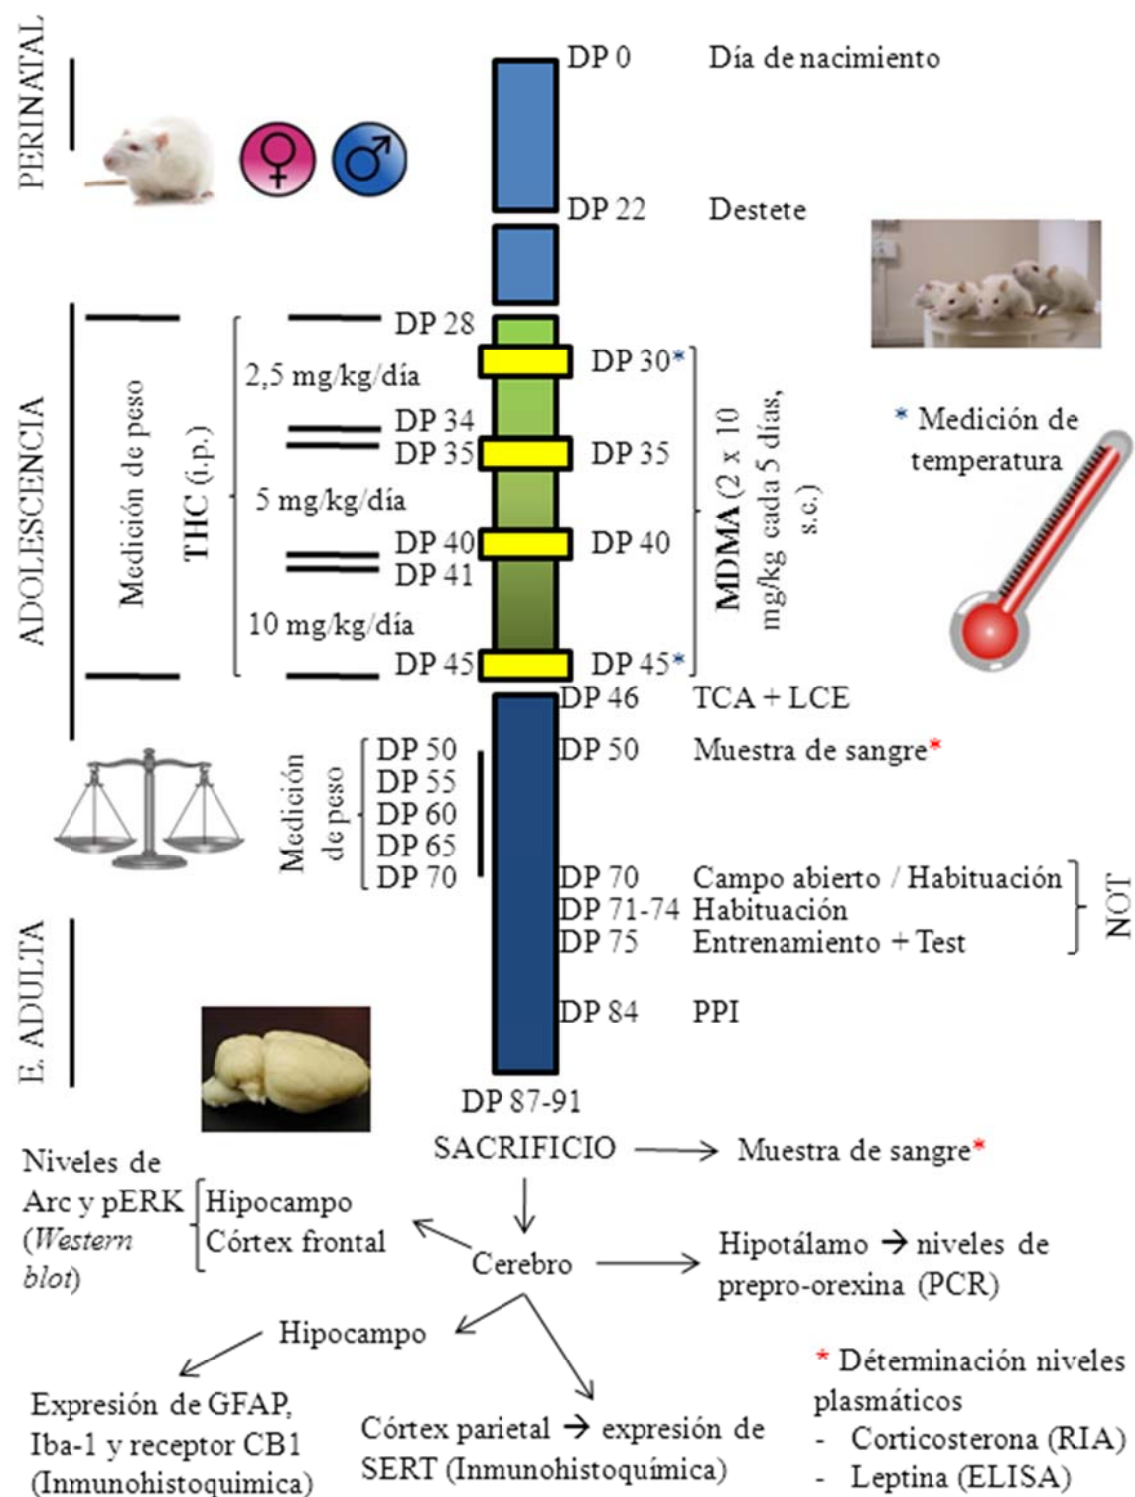 PERINATAL
DP 0 Día de nacimiento
DP 22 Destete
ADOLESCENCIA
Medición de peso
THC (i.p.)
DP 28
2,5 mg/kg/día
DP 34
DP 35
5 mg/kg/día
DP 40
DP 41
10 mg/kg/día
DP 45
DP 30*
DP 35
DP 40
DP 45*
MDMA (2 x 10
mg/kg cada 5 días,
s.c.)
* Medición de
temperatura
DP 46 TCA + LCE
DP 50 Muestra de sangre*
Medición
de peso
DP 50
DP 55
DP 60
DP 65
DP 70
DP 70 Campo abierto / Habituación
DP 71-74 Habituación
DP 75 Entrenamiento + Test
NOT
E. ADULTA
DP 84 PPI
DP 87-91
SACRIFICIO → Muestra de sangre*
Niveles de
Arc y pERK
(Western
blot)
Hipocampo
Córtex frontal
Cerebro
Hipotálamo → niveles de
prepro-orexina (PCR)
Hipocampo
Expresión de GFAP,
Iba-1 y receptor CB1
(Inmunohistoquimica)
Córtex parietal → expresión de
SERT (Inmunohistoquímica)
* Déterminación niveles
plasmáticos
- Corticosterona (RIA)
- Leptina (ELISA)